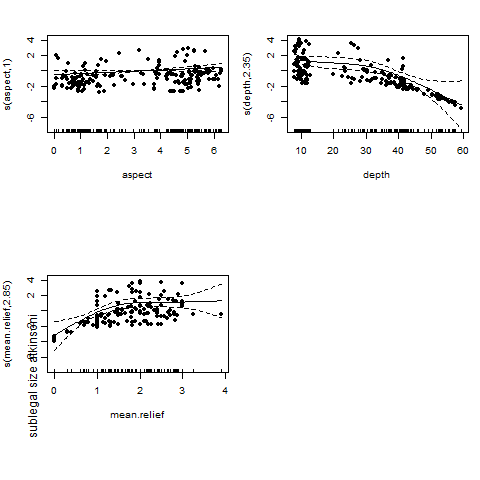 s(aspect,1)
4
2
-2
-6
0 1 2 3 4 5 6
aspect
s(depth,2.35)
4
2
-2
-6
10 20 30 40 50 60
depth
s(mean.relief,2.85)
sublegal size atkinsoni
4
2
0 1 2 3 4
mean.relief